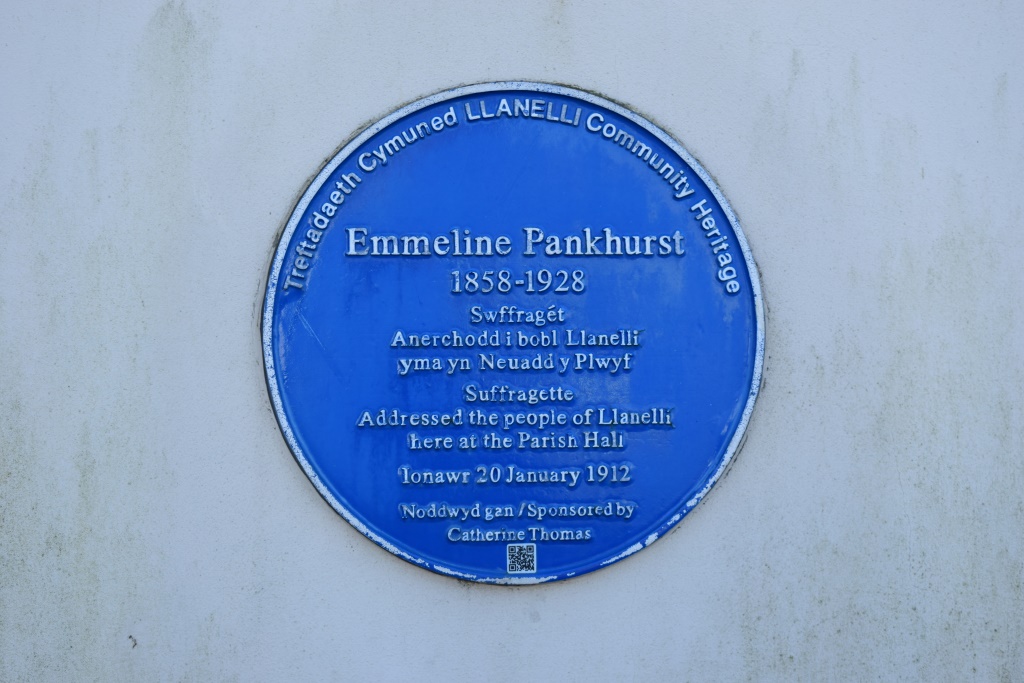 Treftadaeth Cymuned LLANELLI Community Heritage
Emmeline Pankhurst
1858-1928
Swffragét
Anerchodd i bobl Llanelli
yma yn Neuadd y Plwyf
Suffragette
Addressed the people of Llanelli
here at the Parish Hall
Ionawr 20 January 1912
Noddwyd gan / Sponsored by
Catherine Thomas